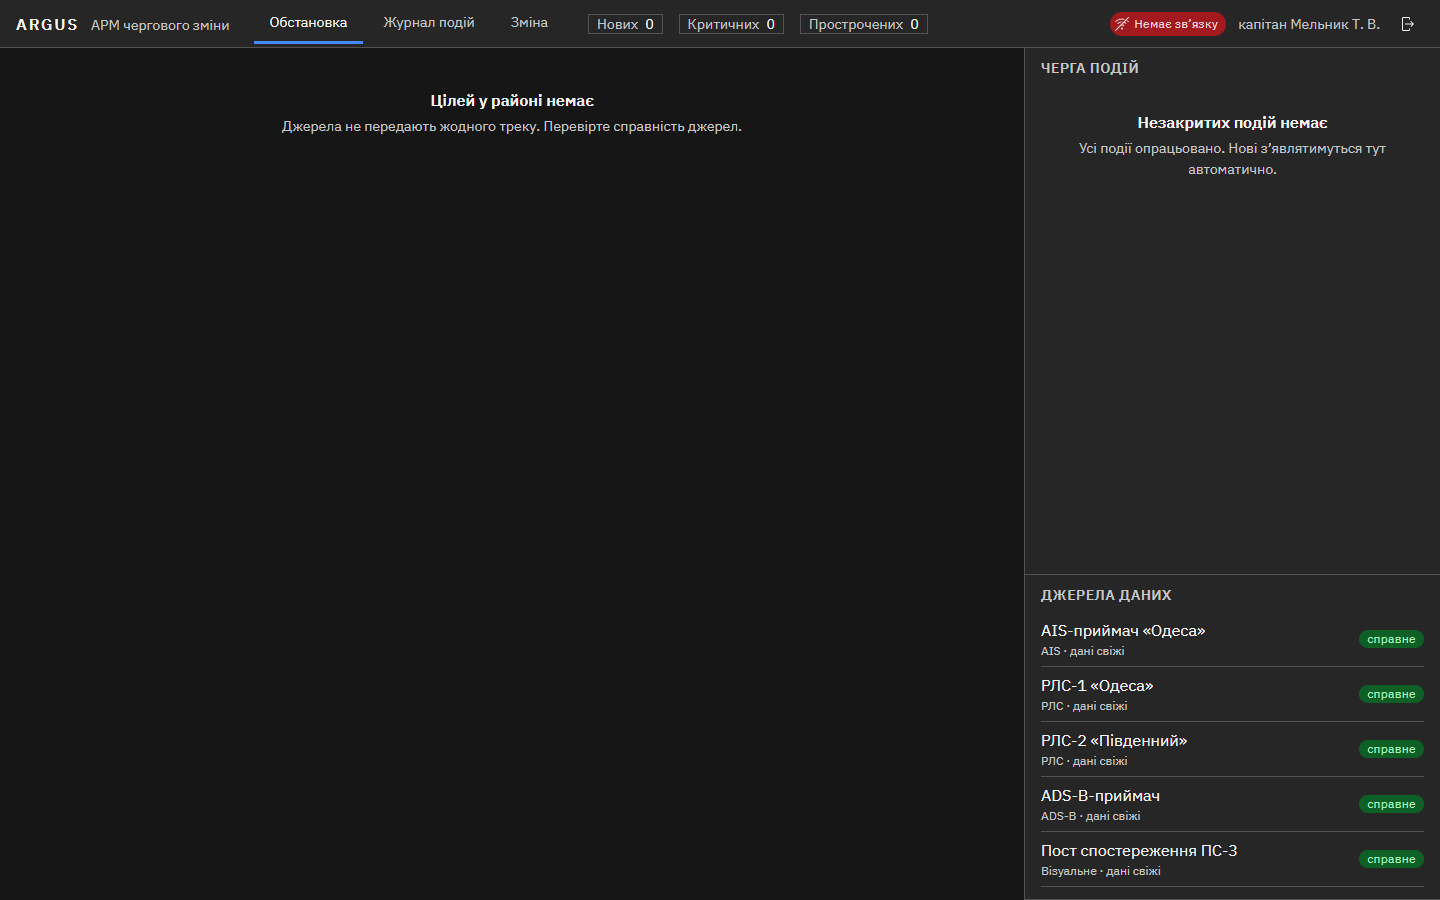 ARGUS АРМ чергового зміни Обстановка Журнал подій Зміна Нових 0 Критичних 0 Прострочених 0 Немає зв’язку капітан Мельник Т. В.
Цілей у районі немає
Джерела не передають жодного треку. Перевірте справність джерел.
ЧЕРГА ПОДІЙ
Незакритих подій немає
Усі події опрацьовано. Нові з’являтимуться тут
автоматично.
ДЖЕРЕЛА ДАНИХ
AIS-приймач «Одеса» справне
AIS · дані свіжі
РЛС-1 «Одеса» справне
РЛС · дані свіжі
РЛС-2 «Південний» справне
РЛС · дані свіжі
ADS-B-приймач справне
ADS-B · дані свіжі
Пост спостереження ПС-3 справне
Візуальне · дані свіжі